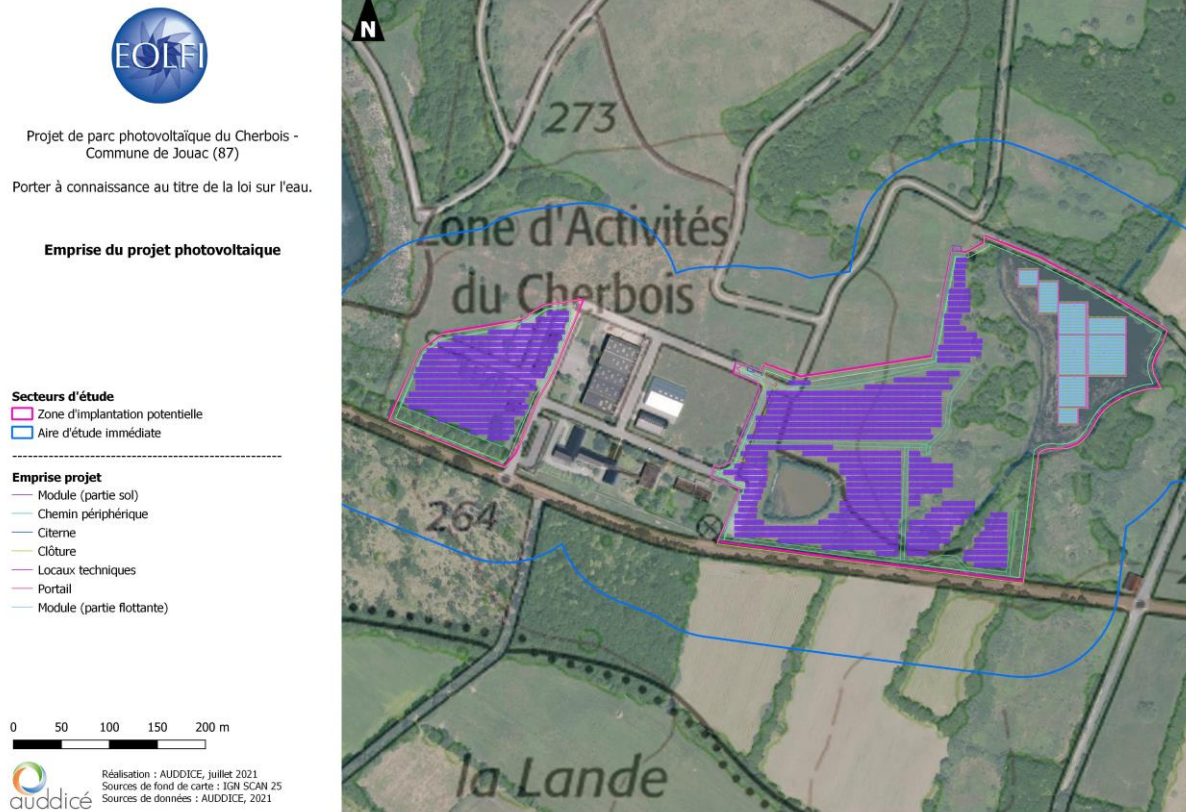 EOLFI
Projet de parc photovoltaïque du Cherbois -
Commune de Jouac (87)
Porter à connaissance au titre de la loi sur l'eau.
Emprise du projet photovoltaique
Secteurs d'étude
Zone d'implantation potentielle
Aire d'étude immédiate
Emprise projet
Module (partie sol)
Chemin périphérique
Citerne
Clôture
Locaux techniques
Portail
Module (partie flottante)
0 50 100 150 200 m
auddicé
Réalisation : AUDDICE, juillet 2021
Sources de fond de carte : IGN SCAN 25
Sources de données : AUDDICE, 2021
N
273
Zone d'Activités
du Cherbois
264
la Lande